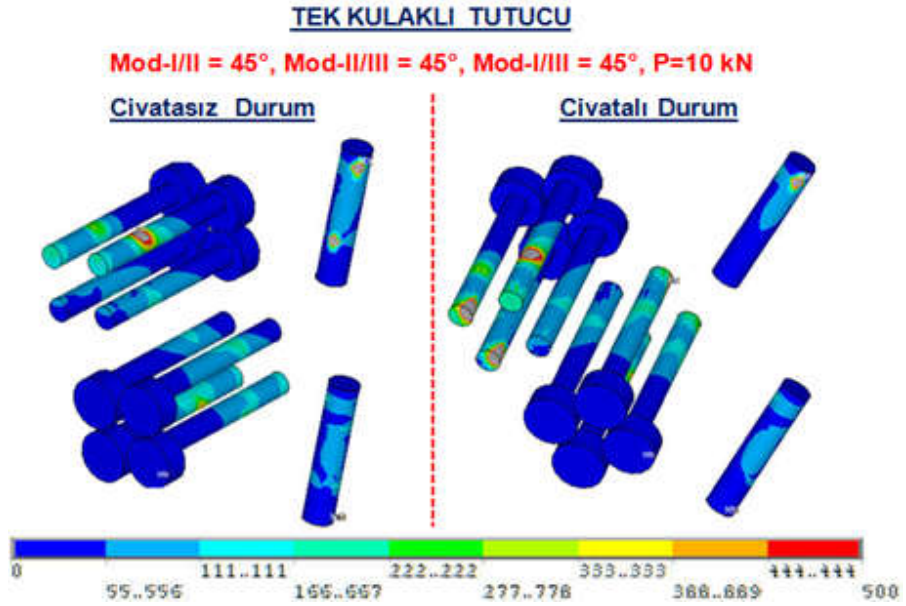 TEK KULAKLI TUTUCU
Mod-I/II = 45°, Mod-II/III = 45°, Mod-I/III = 45°, P=10 kN
Civatasız Durum
Civatalı Durum
0 111..111 222..222 333..333 444..444
55..556 166..667 277..778 388..889 500